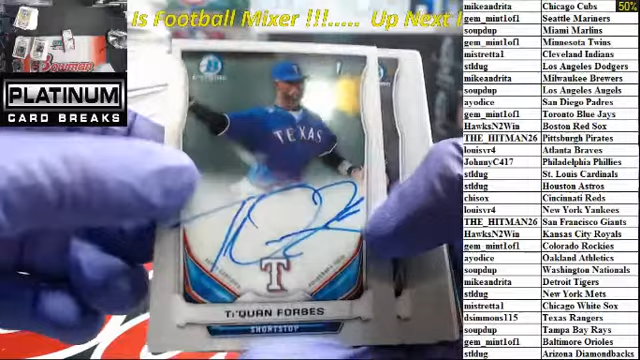 Is Football Mixer !!!..... Up Next I
Bowman
PLATINUM
CARD BREAKS
TEXAS
T
TI'QUAN FORBES
SHORTSTOP
50%
mikeandrita Chicago Cubs
gem_mint1of1 Seattle Mariners
soupdup Miami Marlins
gem_mint1of1 Minnesota Twins
mistretta1 Cleveland Indians
stldug Los Angeles Dodgers
mikeandrita Milwaukee Brewers
soupdup Los Angeles Angels
ayodice San Diego Padres
gem_mint1of1 Toronto Blue Jays
HawksN2Win Boston Red Sox
THE_HITMAN26 Pittsburgh Pirates
louisvr4 Atlanta Braves
JohnnyC417 Philadelphia Phillies
stldug St. Louis Cardinals
stldug Houston Astros
chisox Cincinati Reds
louisvr4 New York Yankees
THE_HITMAN26 San Francisco Giants
HawksN2Win Kansas City Royals
gem_mint1of1 Colorado Rockies
ayodice Oakland Athletics
soupdup Washington Nationals
mikeandrita Detroit Tigers
stldug New York Mets
mistretta1 Chicago White Sox
dsimmons115 Texas Rangers
soupdup Tampa Bay Rays
gem_mint1of1 Baltimore Orioles
stldug Arizona Diamondbacks